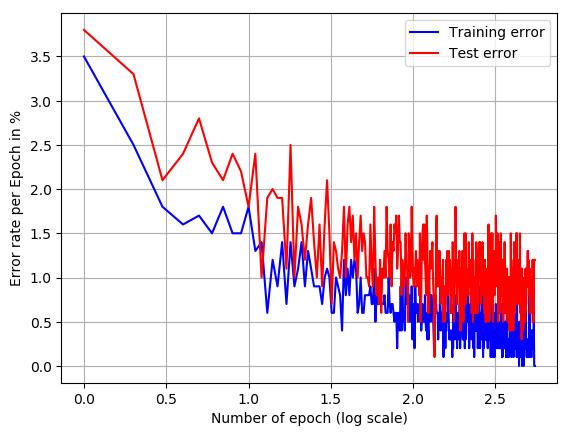 Training error
Test error
3.5
3.0
2.5
2.0
1.5
1.0
0.5
0.0
Error rate per Epoch in %
0.0 0.5 1.0 1.5 2.0 2.5
Number of epoch (log scale)